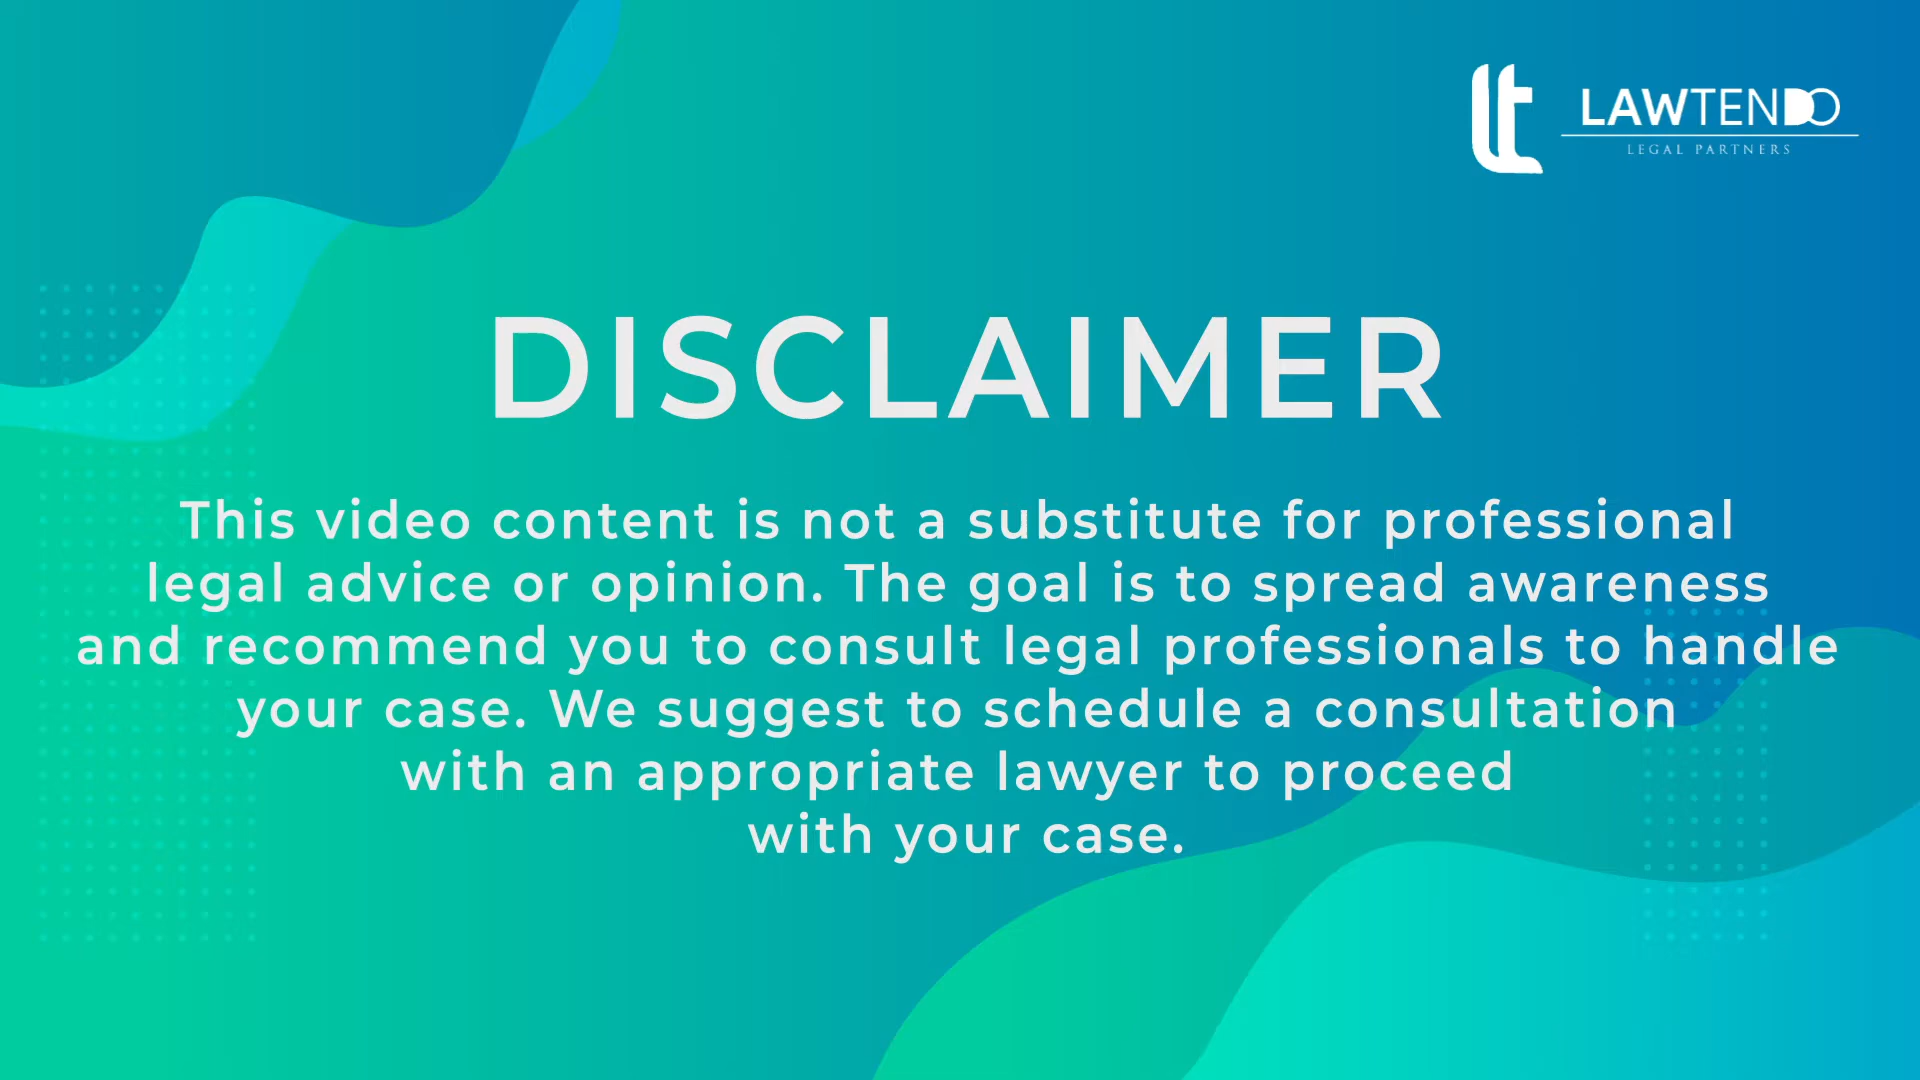 LAWTENDO
LEGAL PARTNERS
DISCLAIMER
This video content is not a substitute for professional
legal advice or opinion. The goal is to spread awareness
and recommend you to consult legal professionals to handle
your case. We suggest to schedule a consultation
with an appropriate lawyer to proceed
with your case.